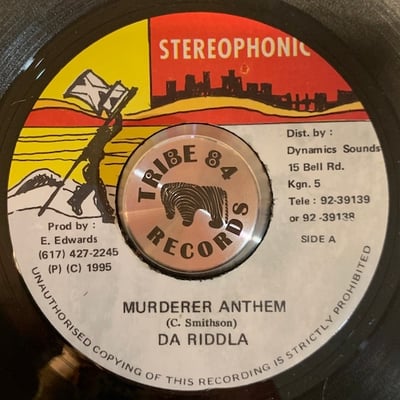 STEREOPHONIC
Dist. by :
Dynamics Sounds
15 Bell Rd.
Kgn. 5
Tele : 92-39139
or 92-39138
SIDE A
TRIBE 84
RECORDS
Prod by :
E. Edwards
(617) 427-2245
(P) (C) 1995
MURDERER ANTHEM
(C. Smithson)
DA RIDDLA
UNAUTHORISED COPYING OF THIS RECORDING IS STRICTLY PROHIBITED